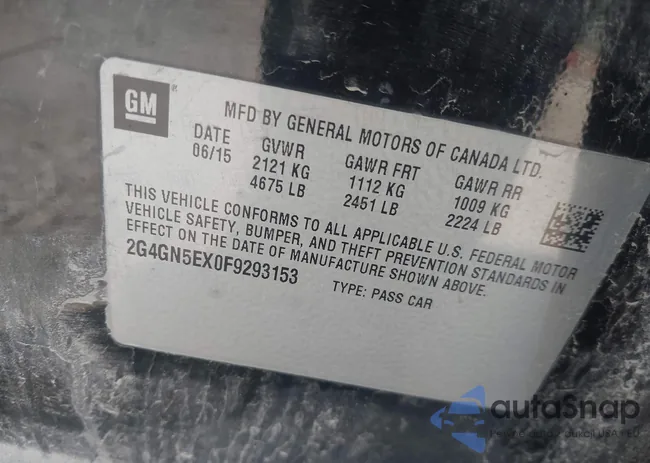 GM
MFD BY GENERAL MOTORS OF CANADA LTD.
DATE GVWR GAWR FRT GAWR RR
06/15 2121 KG 1112 KG 1009 KG
4675 LB 2451 LB 2224 LB
THIS VEHICLE CONFORMS TO ALL APPLICABLE U.S. FEDERAL MOTOR
VEHICLE SAFETY, BUMPER, AND THEFT PREVENTION STANDARDS IN
EFFECT ON THE DATE OF MANUFACTURE SHOWN ABOVE.
2G4GN5EX0F9293153 TYPE: PASS CAR
autoSnap